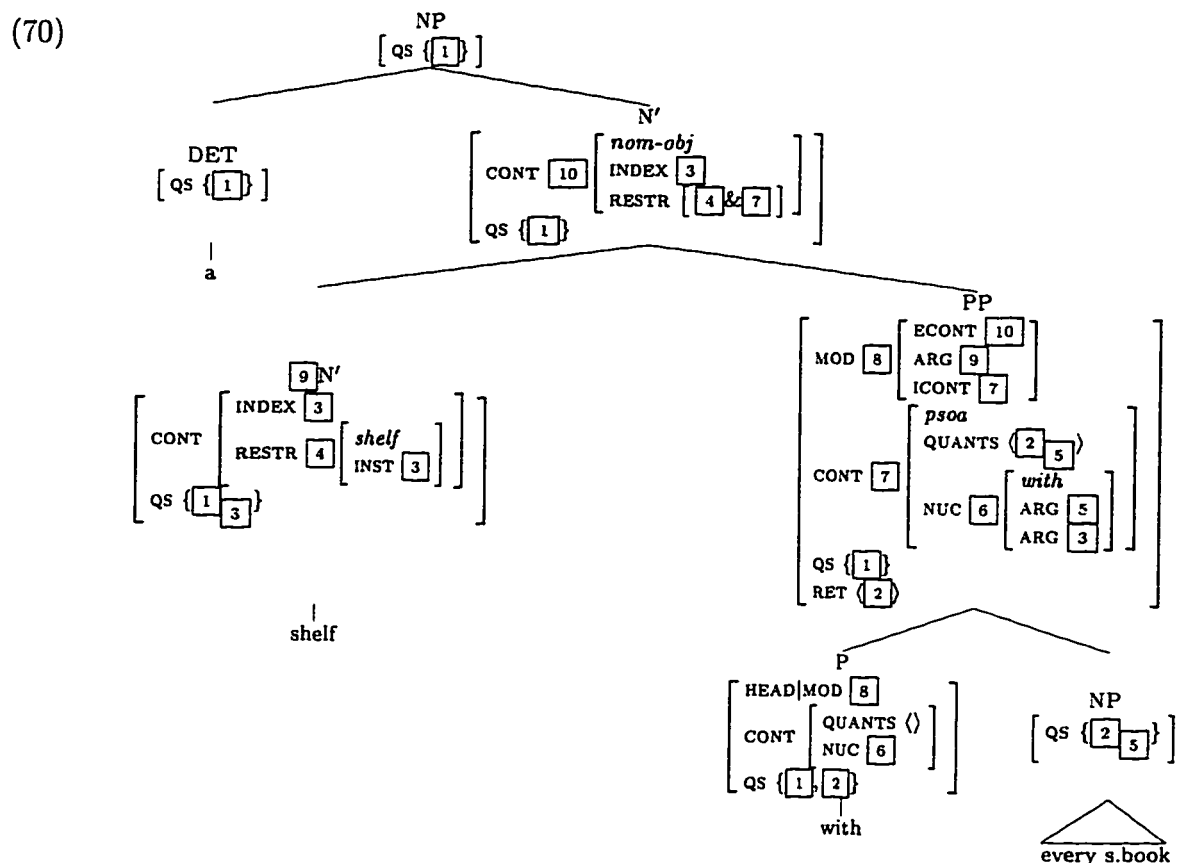 (70)
NP
[ QS {[1]} ]
DET
[ QS {[1]} ]
a
N′
CONT [10]
nom-obj
INDEX [3]
RESTR [ [4]&[7] ]
QS {[1]}
[9]N′
CONT
INDEX [3]
RESTR [4]
shelf
INST [3]
QS {[1][3]}
shelf
PP
MOD [8]
ECONT [10]
ARG [9]
ICONT [7]
CONT [7]
psoa
QUANTS ⟨[2][5]⟩
NUC [6]
with
ARG [5]
ARG [3]
QS {[1]}
RET ⟨[2]⟩
P
HEAD|MOD [8]
CONT
QUANTS ⟨⟩
NUC [6]
QS {[1],[2]}
with
NP
[ QS {[2][5]} ]
every s.book